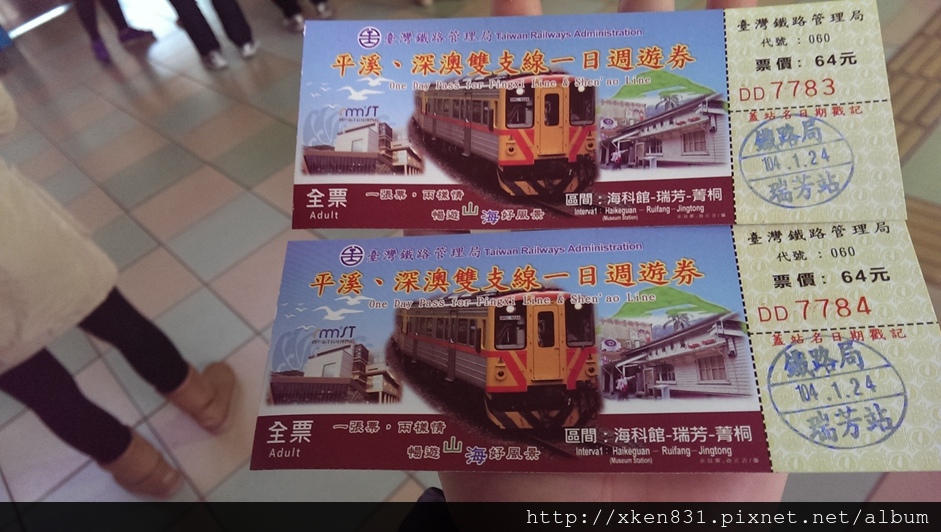 臺灣鐵路管理局 Taiwan Railways Administration
平溪、深澳雙支線一日週遊券
One Day Pass for Pingxi Line & Shen'ao Line
全票
Adult
一張票,兩樣情
暢遊山海好風景
區間:海科館-瑞芳-菁桐
Interval: Haikeguan – Ruifang – Jingtong
(Museum Station)
臺灣鐵路管理局
代號:060
票價:64元
DD 7783
蓋站名日期戳記
鐵路局
104.1.24
瑞芳站
臺灣鐵路管理局 Taiwan Railways Administration
平溪、深澳雙支線一日週遊券
One Day Pass for Pingxi Line & Shen'ao Line
全票
Adult
一張票,兩樣情
暢遊山海好風景
區間:海科館-瑞芳-菁桐
Interval: Haikeguan – Ruifang – Jingtong
(Museum Station)
臺灣鐵路管理局
代號:060
票價:64元
DD 7784
蓋站名日期戳記
鐵路局
104.1.24
瑞芳站
http://xken831.pixnet.net/album